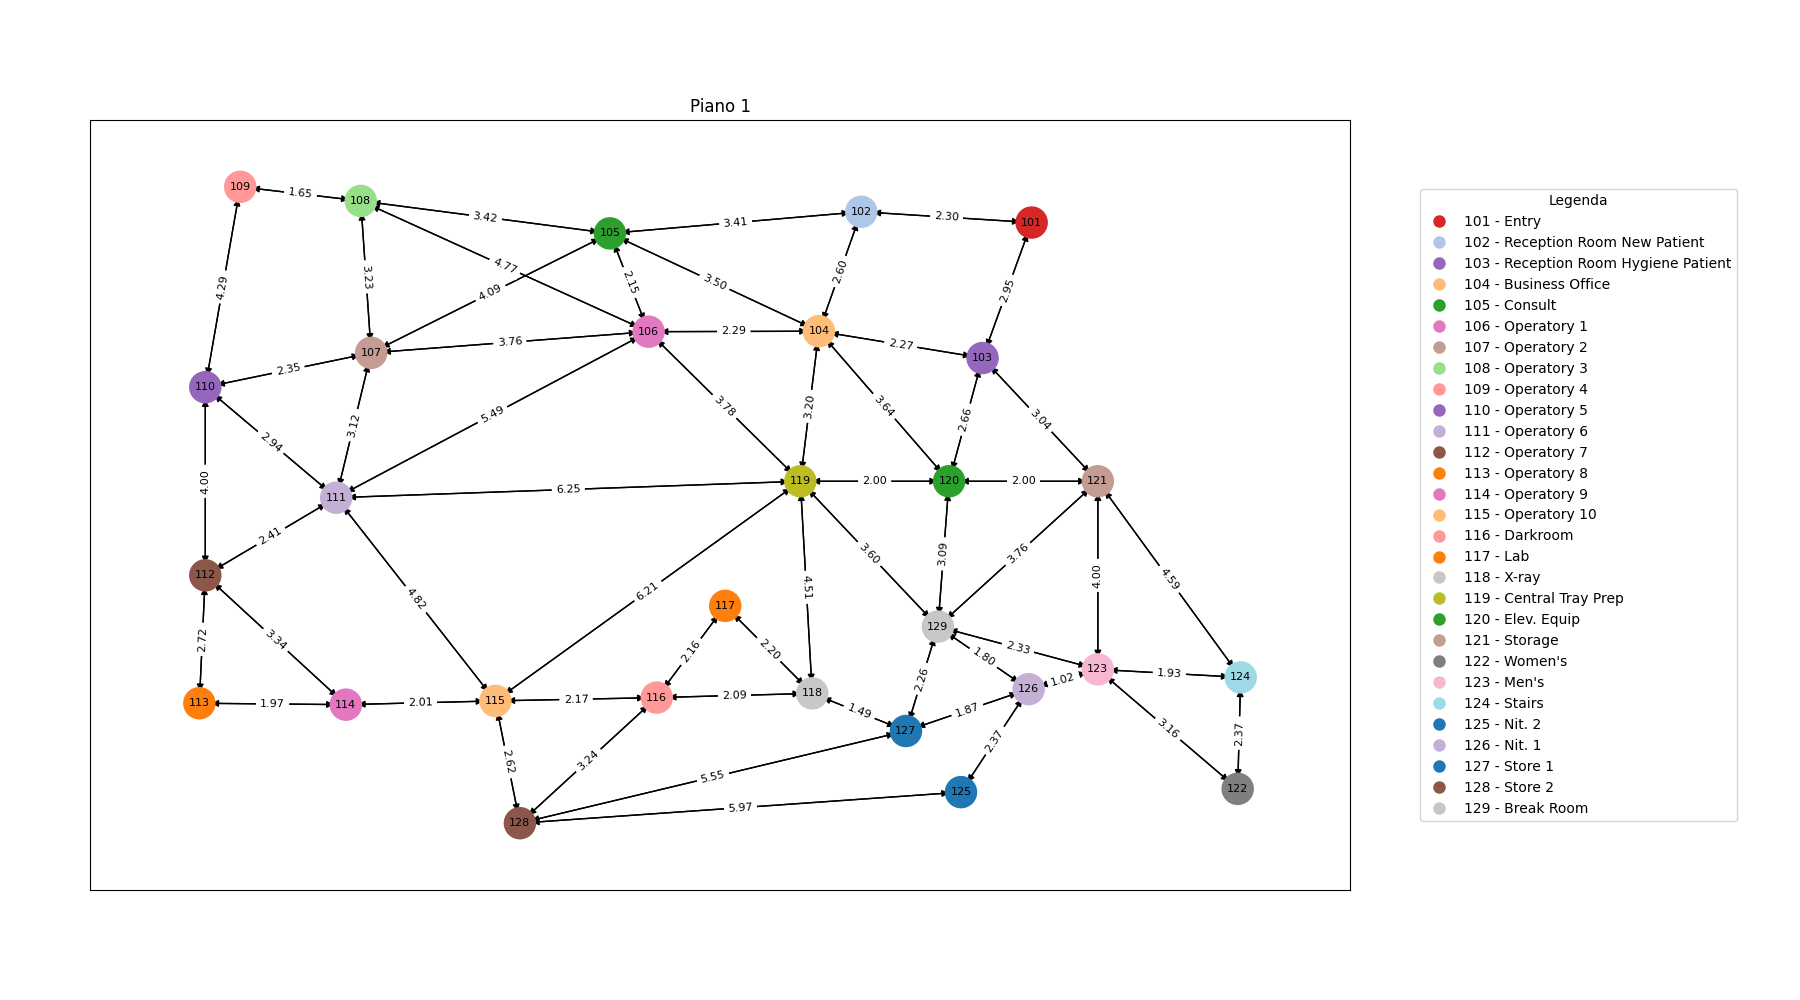 Piano 1
109
1.65
108
3.42
105
3.41
102
2.30
101
4.29
3.23
4.77
4.09
2.15
3.50
2.60
2.95
110
2.35
107
3.76
106
2.29
104
2.27
103
2.94
3.12
5.49
3.78
3.20
3.64
2.66
3.04
4.00
111
6.25
119
2.00
120
2.00
121
2.41
112
4.82
6.21
4.51
3.60
3.09
3.76
4.00
4.59
2.72
3.34
117
2.16
2.20
129
2.33
1.80
2.26
126
1.02
123
1.93
124
113
1.97
114
2.01
115
2.17
116
2.09
118
1.49
127
1.87
2.62
3.24
5.55
2.37
3.16
2.37
128
5.97
125
122
Legenda
101 - Entry
102 - Reception Room New Patient
103 - Reception Room Hygiene Patient
104 - Business Office
105 - Consult
106 - Operatory 1
107 - Operatory 2
108 - Operatory 3
109 - Operatory 4
110 - Operatory 5
111 - Operatory 6
112 - Operatory 7
113 - Operatory 8
114 - Operatory 9
115 - Operatory 10
116 - Darkroom
117 - Lab
118 - X-ray
119 - Central Tray Prep
120 - Elev. Equip
121 - Storage
122 - Women's
123 - Men's
124 - Stairs
125 - Nit. 2
126 - Nit. 1
127 - Store 1
128 - Store 2
129 - Break Room